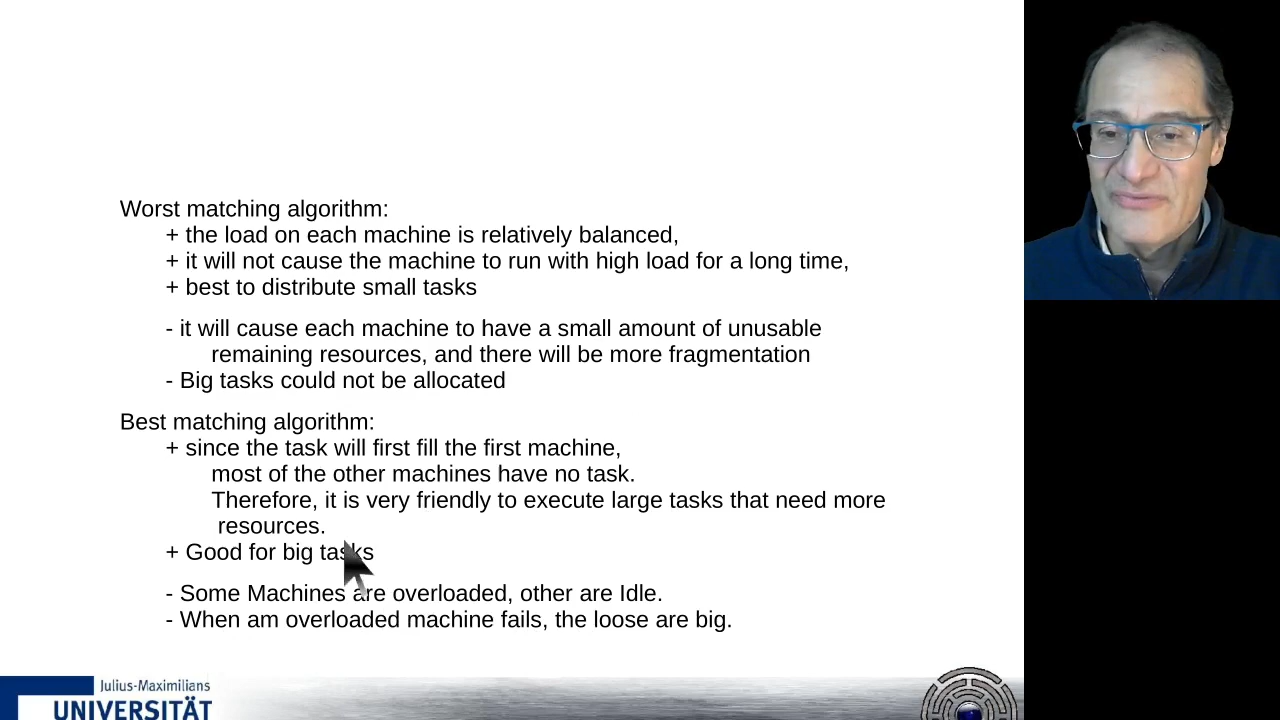 Worst matching algorithm:
+ the load on each machine is relatively balanced,
+ it will not cause the machine to run with high load for a long time,
+ best to distribute small tasks
- it will cause each machine to have a small amount of unusable
remaining resources, and there will be more fragmentation
- Big tasks could not be allocated
Best matching algorithm:
+ since the task will first fill the first machine,
most of the other machines have no task.
Therefore, it is very friendly to execute large tasks that need more
resources.
+ Good for big tasks
- Some Machines are overloaded, other are Idle.
- When am overloaded machine fails, the loose are big.
Julius-Maximilians
UNIVERSITÄT